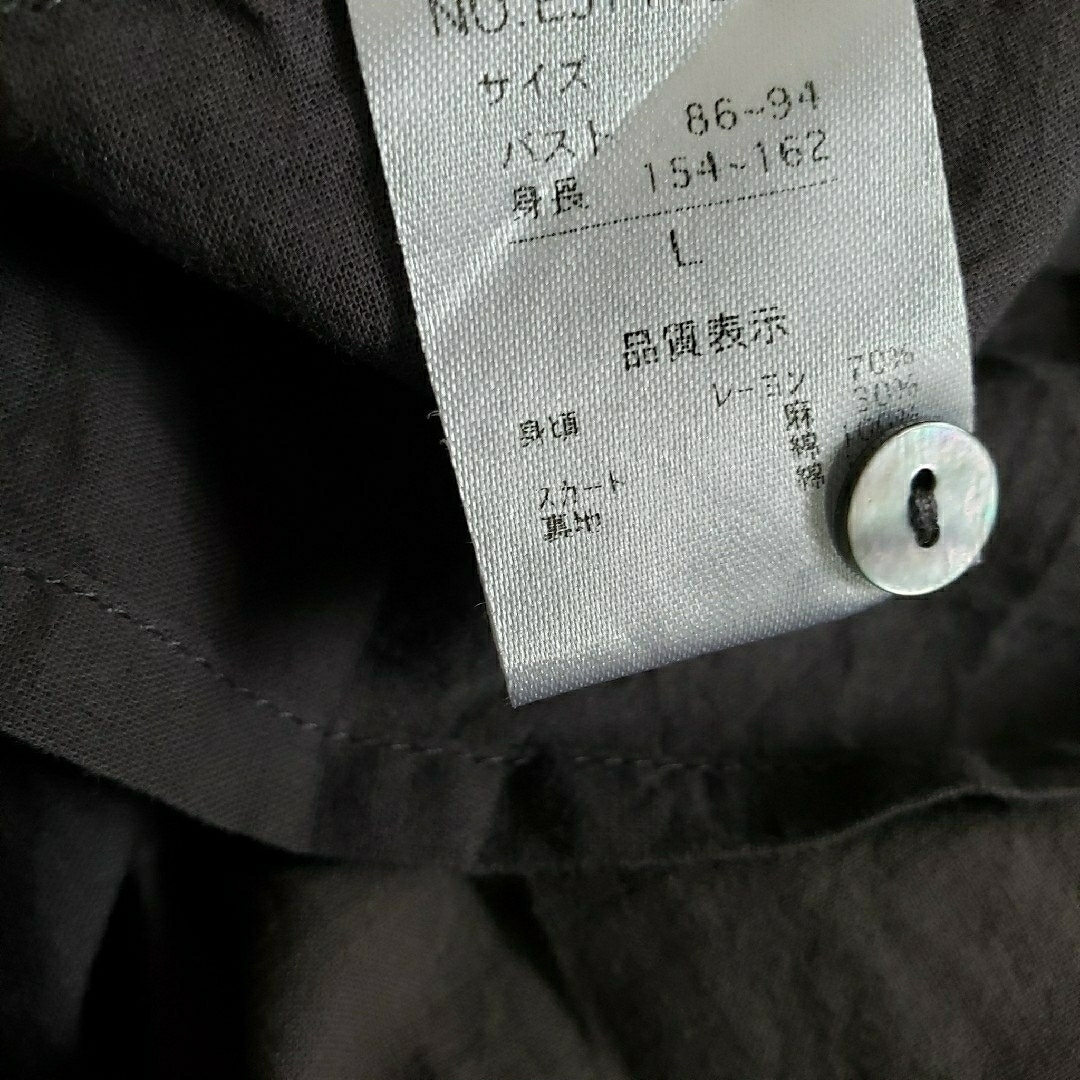 サイズ
バスト 86~94
身長 154~162
L
品質表示
身頃 レーヨン 70%
麻 30%
スカート 綿
裏地 綿